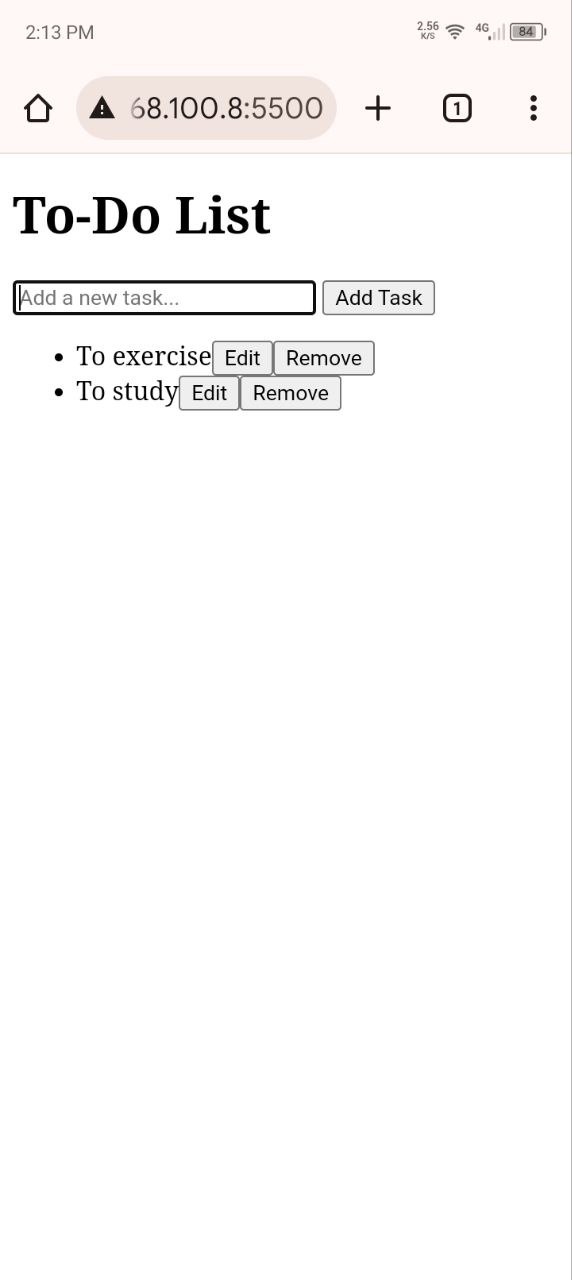 2:13 PM 2.56 K/S 4G 84
68.100.8:5500 1
To-Do List
Add a new task... Add Task
• To exercise Edit Remove
• To study Edit Remove